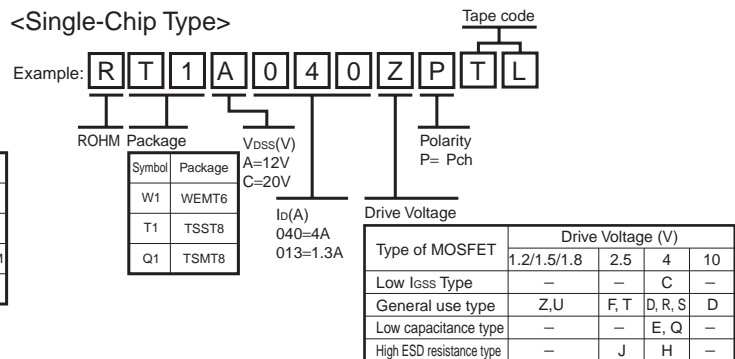 <Single-Chip Type>
Tape code
Example: R T 1 A 0 4 0 Z P T L
ROHM
Package
Symbol Package
W1 WEMT6
T1 TSST8
Q1 TSMT8
VDSS(V)
A=12V
C=20V
ID(A)
040=4A
013=1.3A
Polarity
P= Pch
Drive Voltage
Type of MOSFET Drive Voltage (V)
1.2/1.5/1.8 2.5 4 10
Low IGSS Type – – C –
General use type Z,U F, T D, R, S D
Low capacitance type – – E, Q –
High ESD resistance type – J H –